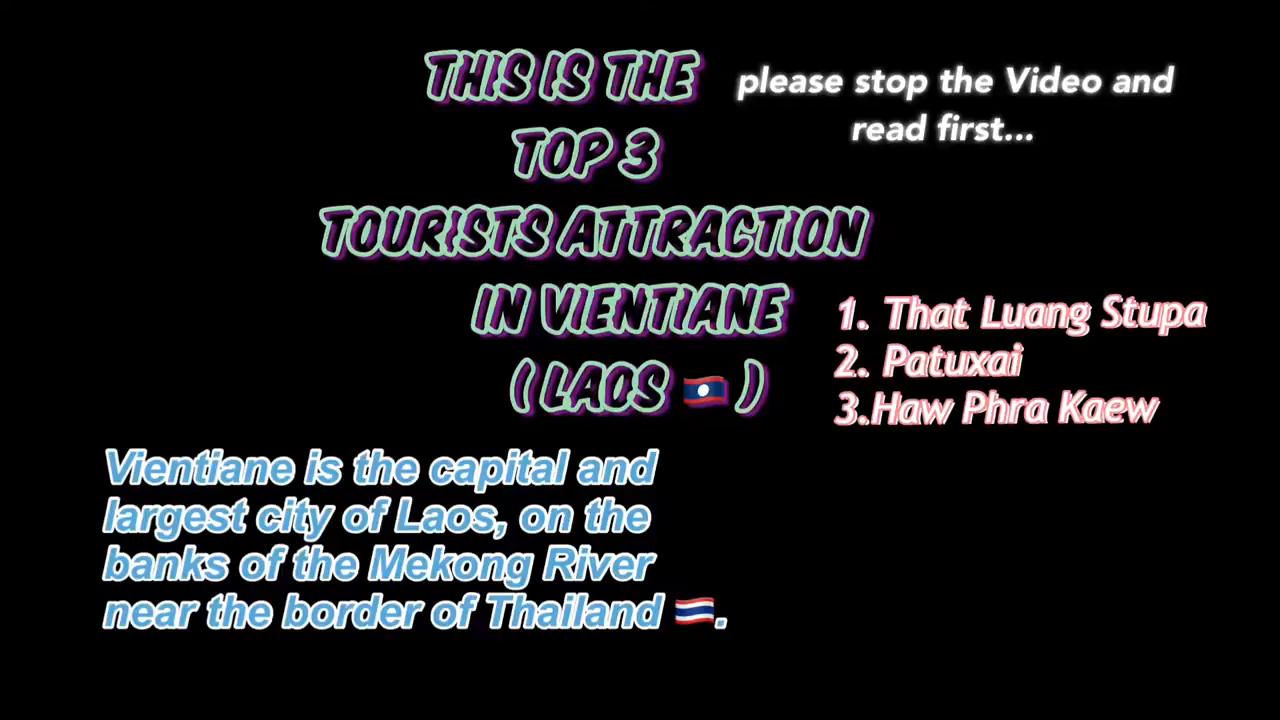 THIS IS THE
TOP 3
TOURISTS ATTRACTION
IN VIENTIANE
( LAOS 🇱🇦 )
please stop the Video and
read first...
1. That Luang Stupa
2. Patuxai
3.Haw Phra Kaew
Vientiane is the capital and
largest city of Laos, on the
banks of the Mekong River
near the border of Thailand 🇹🇭.